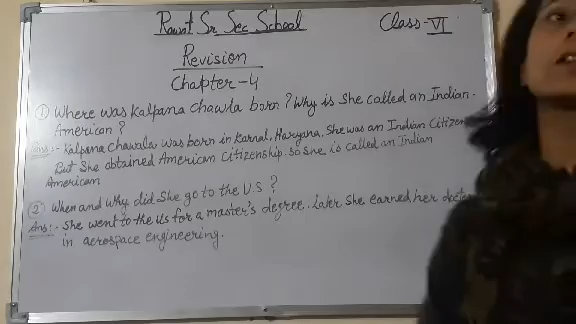 Rawat Sr Sec School Class-VI
Revision
Chapter-4
① Where was Kalpana Chawla born? Why is she called an Indian-
American?
Ans:- Kalpana Chawala was born in Karnal, Haryana. She was an Indian Citizen
But she obtained American citizenship. so she is called an Indian
American
② When and why did she go to the U.S?
Ans:- She went to the Us for a master's degree. Later she earned her
in aerospace engineering.